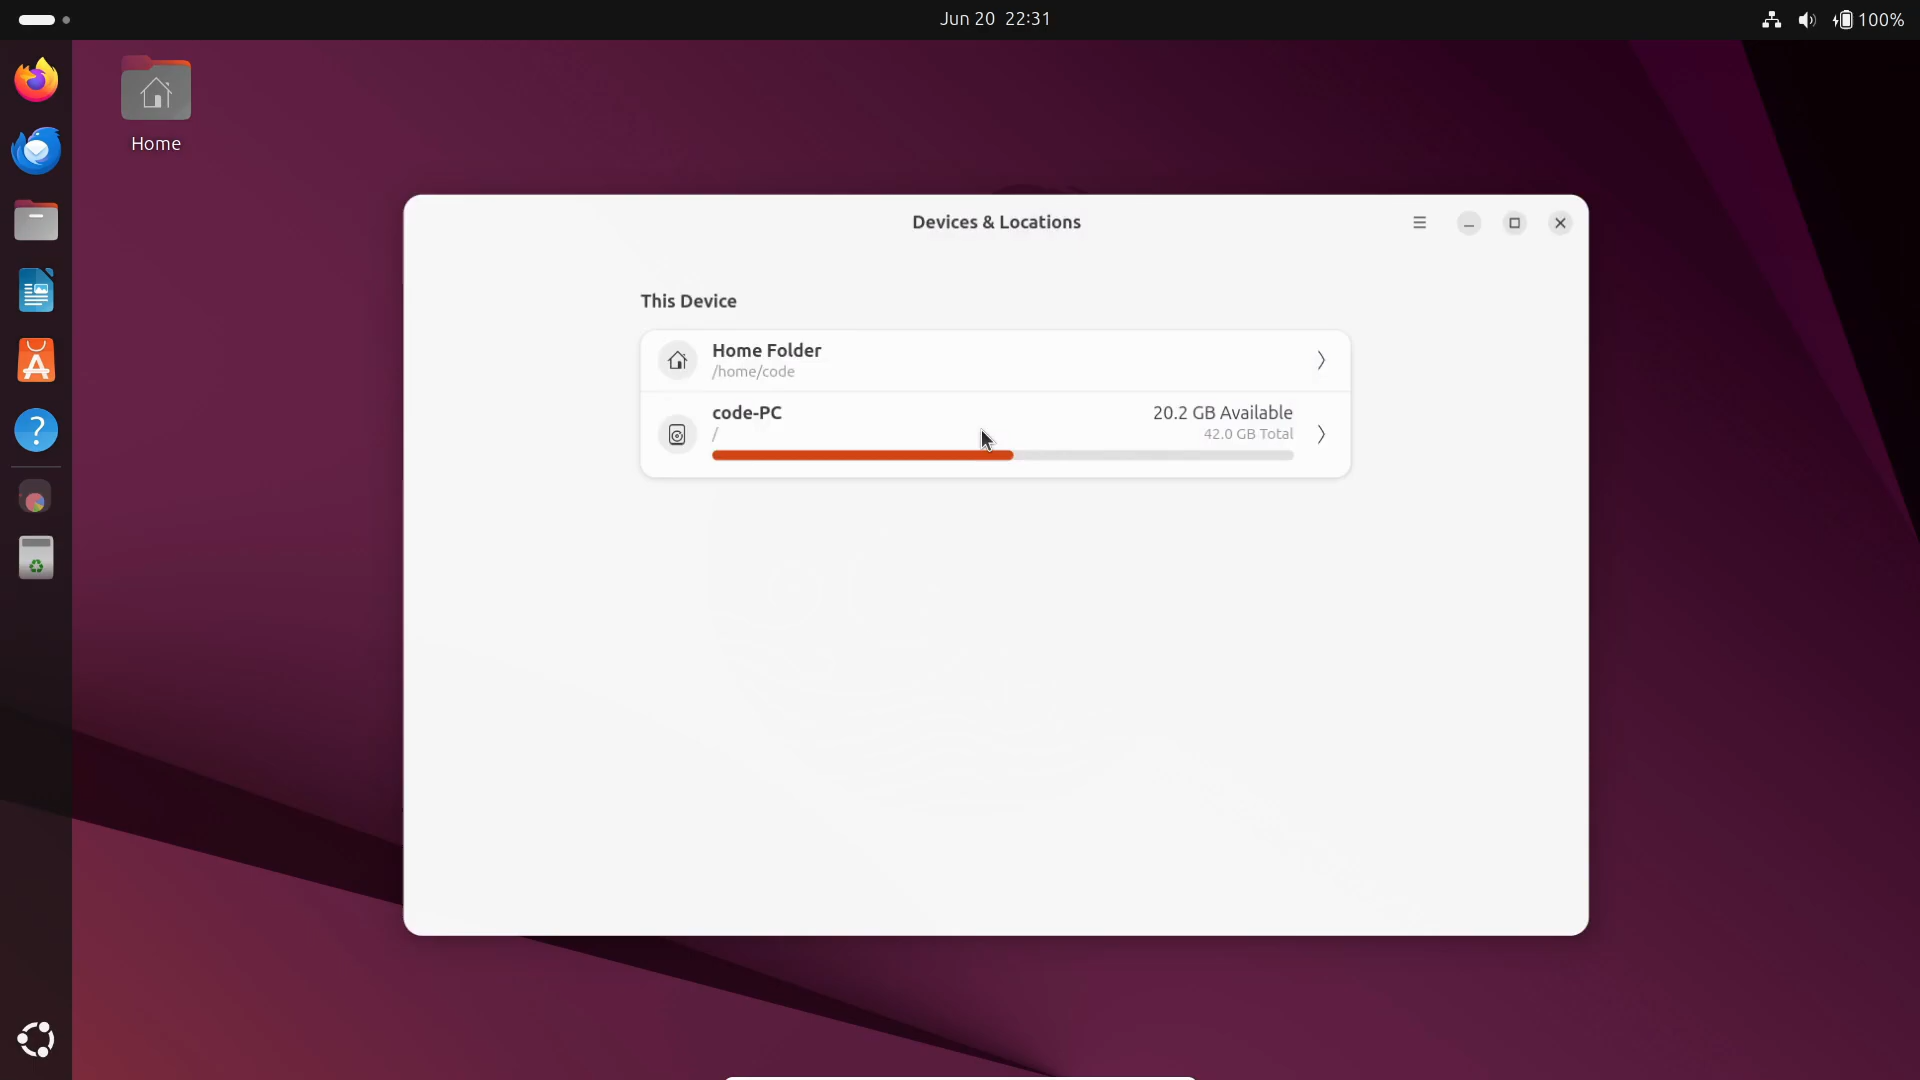 Jun 20 22:31
100%
Home
Devices & Locations
This Device
Home Folder
/home/code
code-PC
20.2 GB Available
/
42.0 GB Total